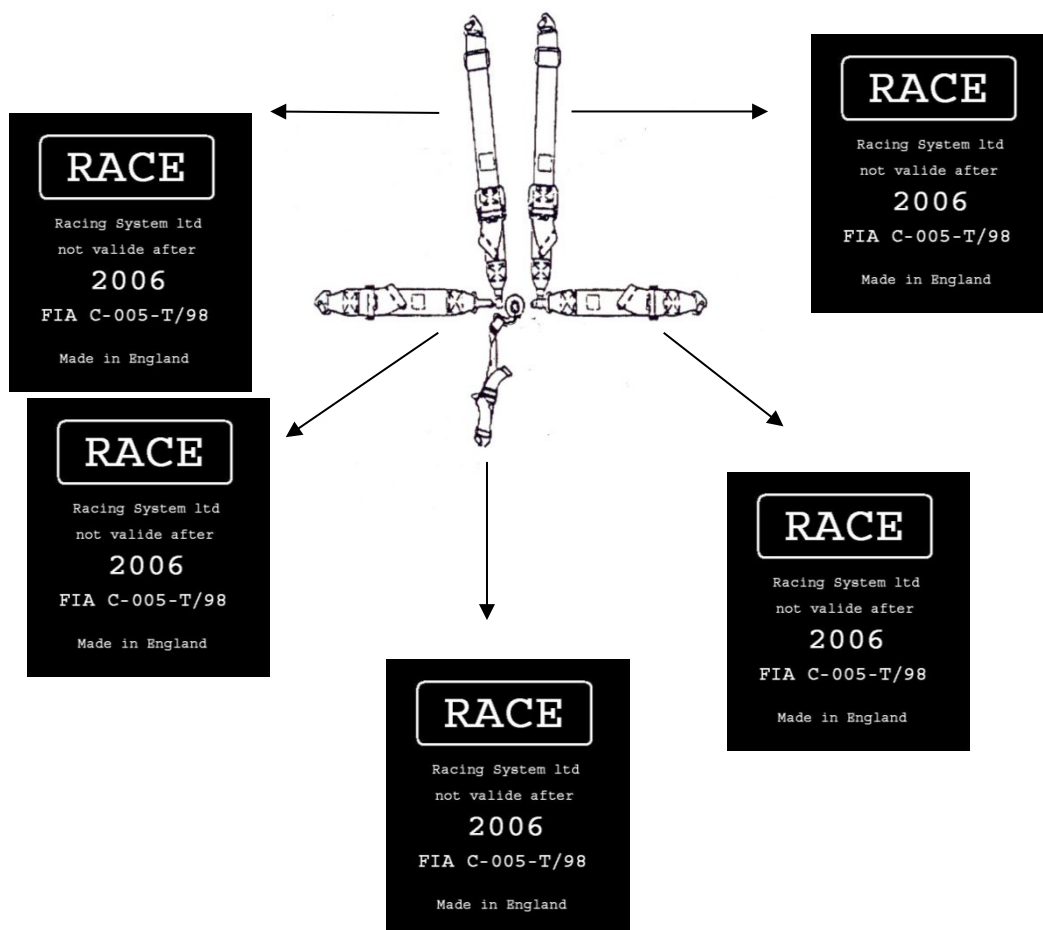 RACE
Racing System ltd
not valide after
2006
FIA C-005-T/98
Made in England
RACE
Racing System ltd
not valide after
2006
FIA C-005-T/98
Made in England
RACE
Racing System ltd
not valide after
2006
FIA C-005-T/98
Made in England
RACE
Racing System ltd
not valide after
2006
FIA C-005-T/98
Made in England
RACE
Racing System ltd
not valide after
2006
FIA C-005-T/98
Made in England